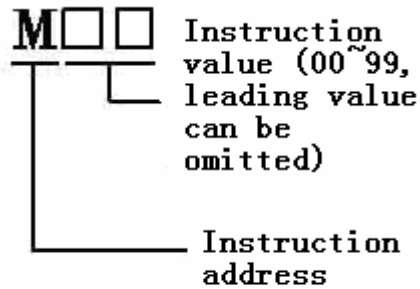 M□□ Instruction
value (00~99,
leading value
can be
omitted)
Instruction
address